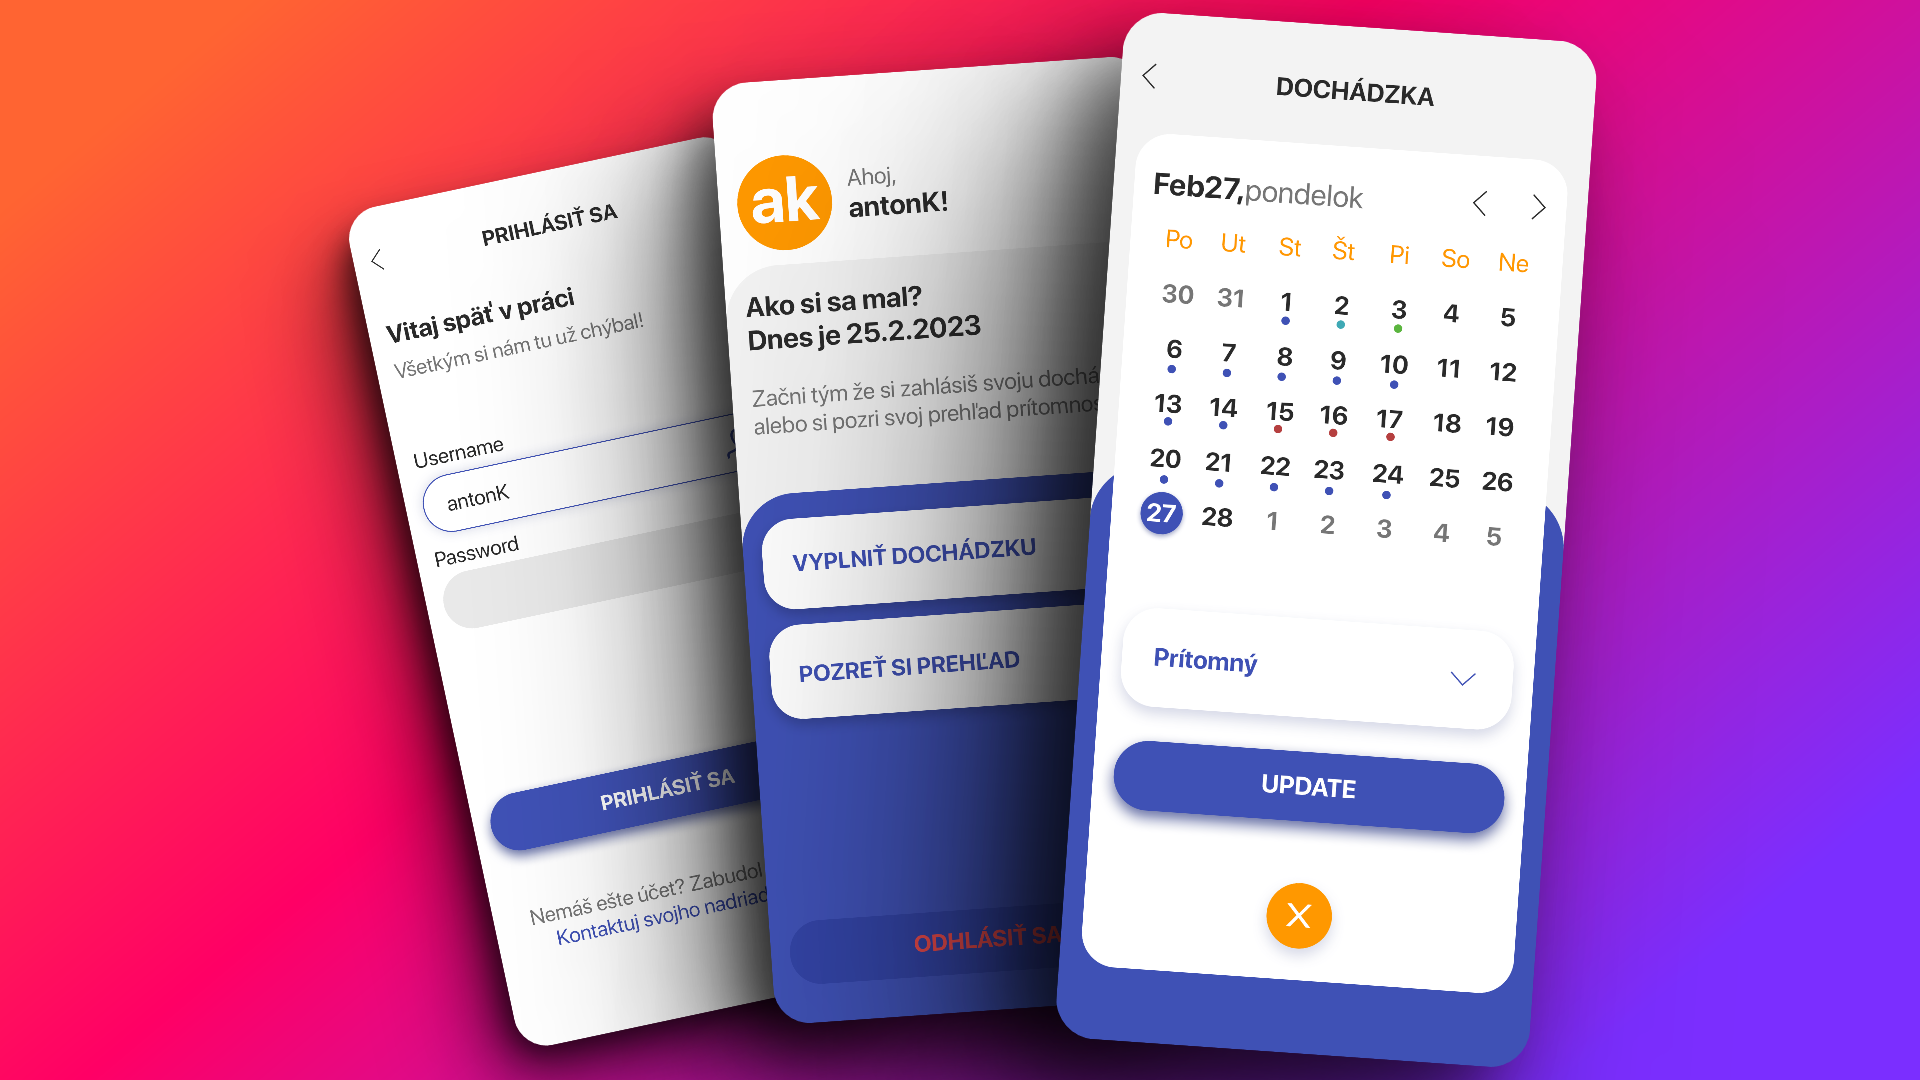 PRIHLÁSIŤ SA
Vitaj späť v práci
Všetkým si nám tu už chýbal!
Username
antonK
Password
PRIHLÁSIŤ SA
Nemáš ešte účet? Zabudol
Kontaktuj svojho
ak
Ahoj,
antonK!
Ako si sa mal?
Dnes je 25.2.2023
Začni tým že si zahlásiš svoju
alebo si pozri svoj prehľad
VYPLNIŤ DOCHÁDZKU
POZREŤ SI PREHĽAD
ODHLÁSIŤ SA
DOCHÁDZKA
Feb27,pondelok
Po Ut St Št Pi So Ne
30 31 1 2 3 4 5
6 7 8 9 10 11 12
13 14 15 16 17 18 19
20 21 22 23 24 25 26
27 28 1 2 3 4 5
Prítomný
UPDATE
X